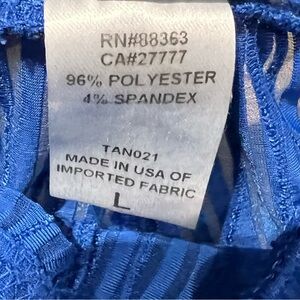 RN#88363
CA#27777
96% POLYESTER
4% SPANDEX
TAN021
MADE IN USA OF
IMPORTED FABRIC
L